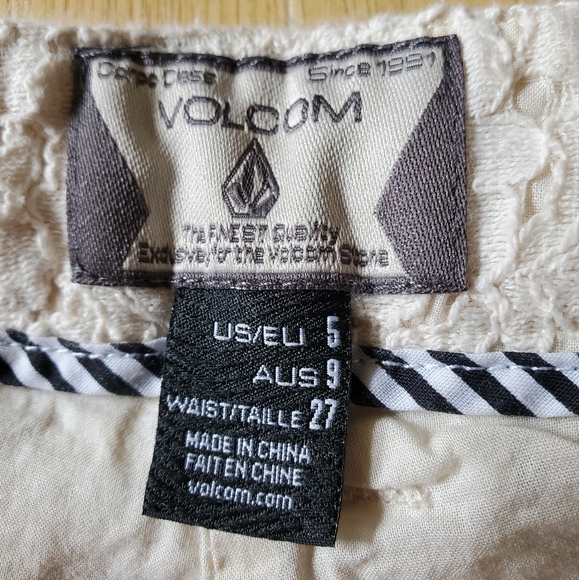 Since 1991
VOLCOM
The FINEST Quality
Exclusively for the Volcom Store
US/EU 5
AUS 9
WAIST/TAILLE 27
MADE IN CHINA
FAIT EN CHINE
volcom.com